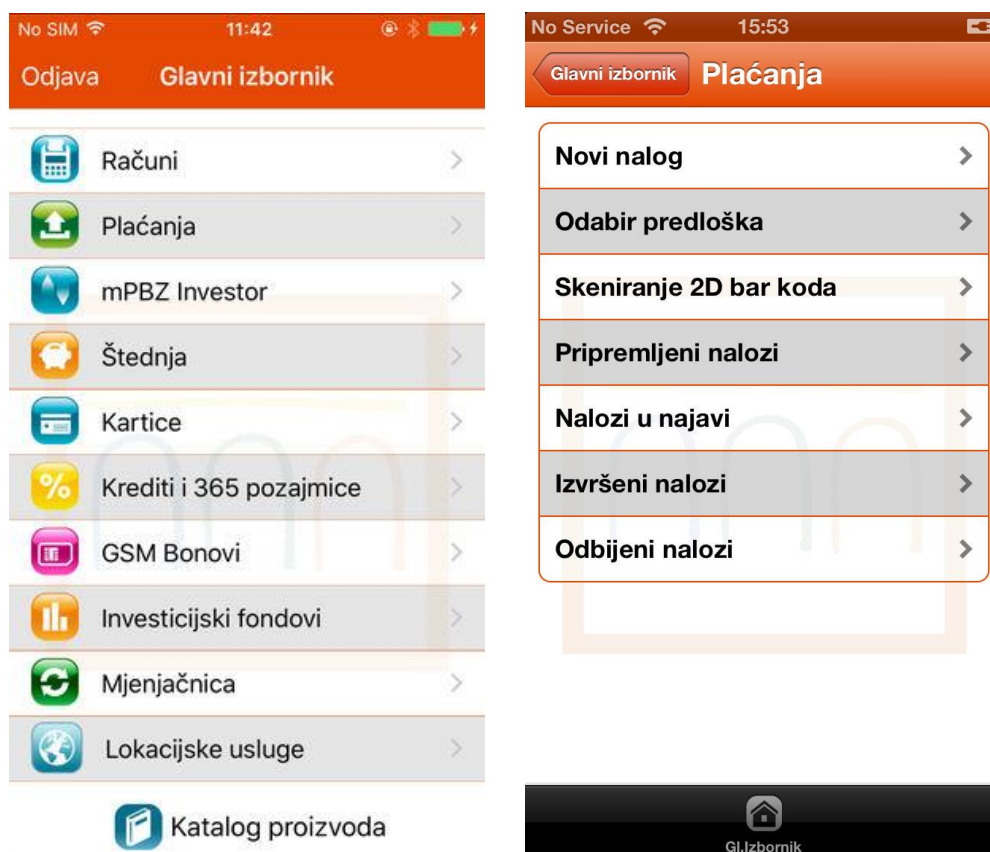 No SIM 11:42
Odjava Glavni izbornik
Računi
Plaćanja
mPBZ Investor
Štednja
Kartice
% Krediti i 365 pozajmice
GSM Bonovi
Investicijski fondovi
Mjenjačnica
Lokacijske usluge
Katalog proizvoda
No Service 15:53
Glavni izbornik Plaćanja
Novi nalog
Odabir predloška
Skeniranje 2D bar koda
Pripremljeni nalozi
Nalozi u najavi
Izvršeni nalozi
Odbijeni nalozi
Gl.Izbornik